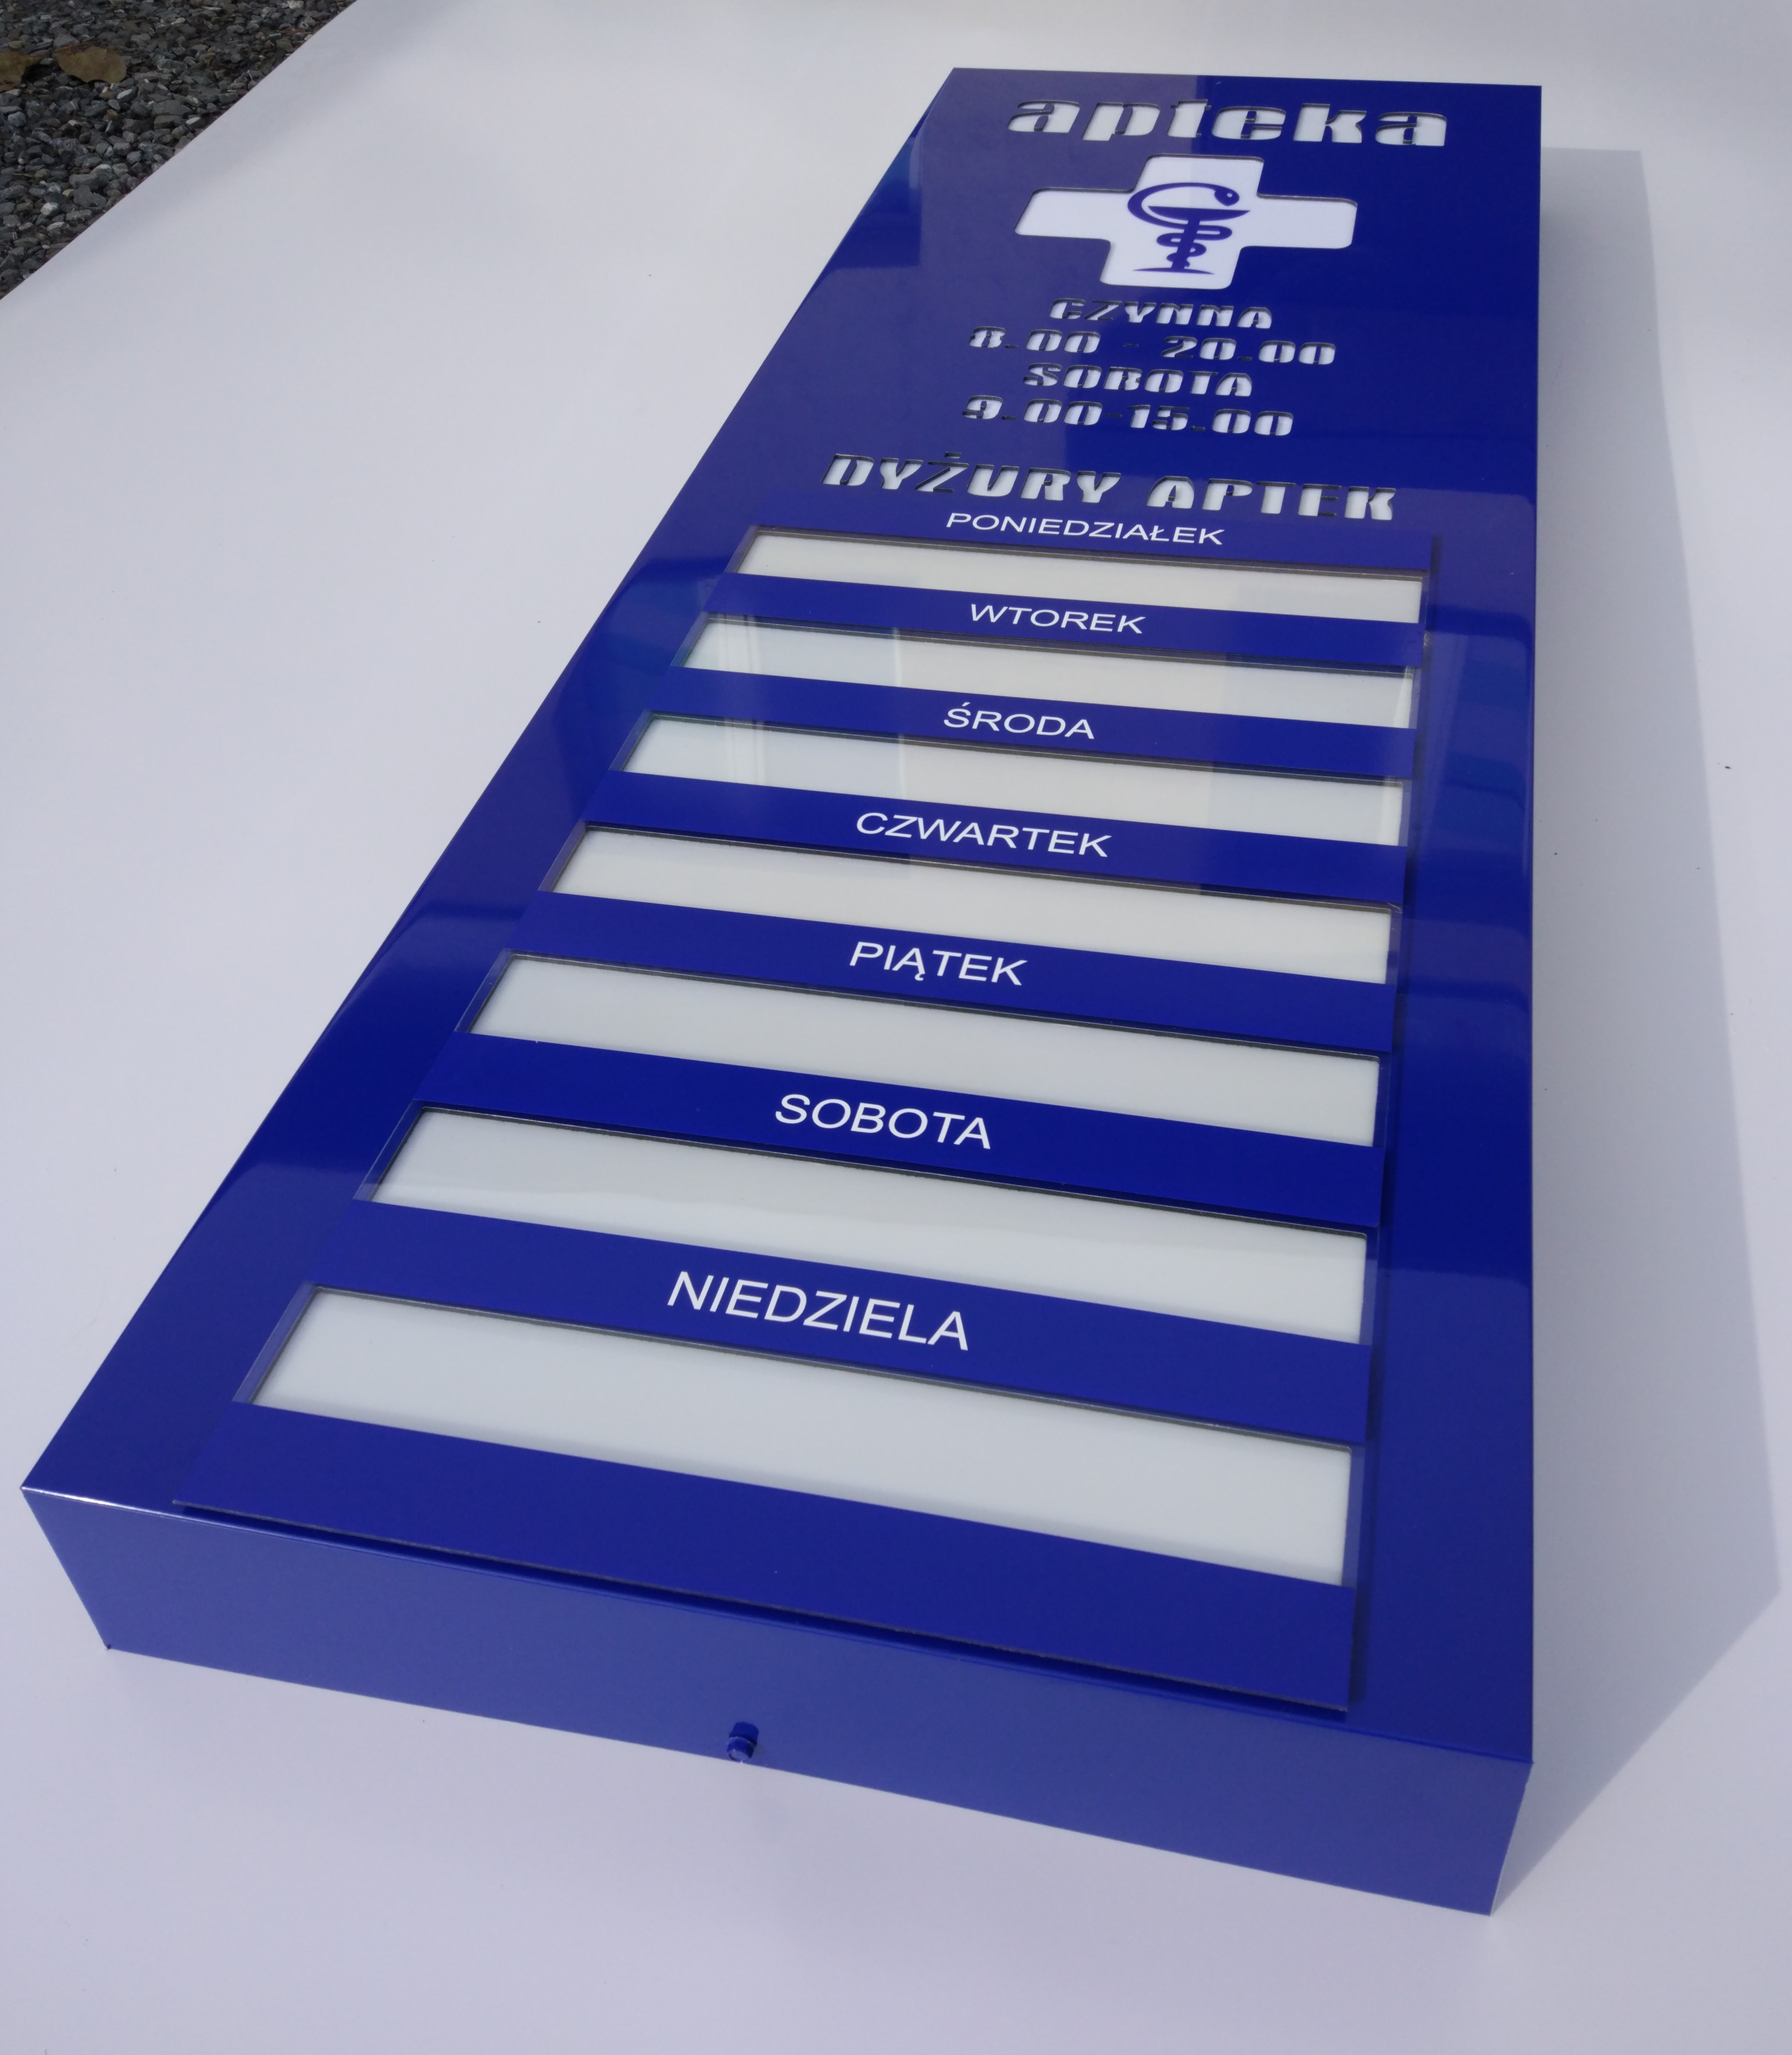 apteka
CZYNNA
8.00 - 20.00
SOBOTA
9.00-15.00
DYŻURY APTEK
PONIEDZIAŁEK
WTOREK
ŚRODA
CZWARTEK
PIĄTEK
SOBOTA
NIEDZIELA